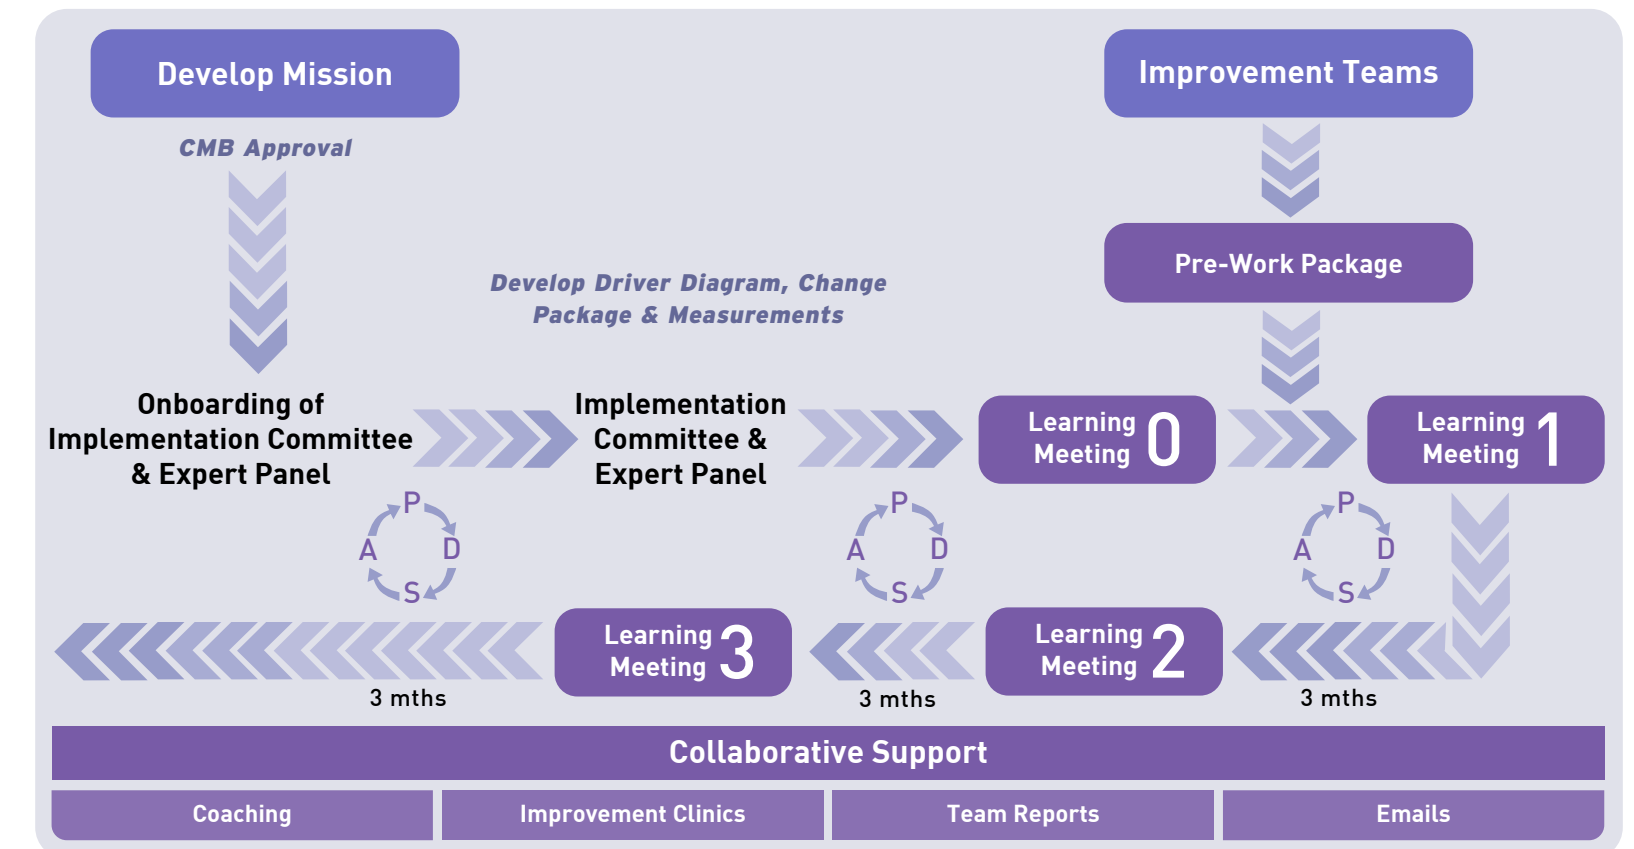 Develop Mission
Improvement Teams
CMB Approval
Pre-Work Package
Develop Driver Diagram, Change
Package & Measurements
Onboarding of
Implementation Committee
& Expert Panel
Implementation
Committee &
Expert Panel
Learning
Meeting 0
Learning
Meeting 1
P
D
S
A
P
D
S
A
P
D
S
A
Learning
Meeting 3
Learning
Meeting 2
3 mths
3 mths
3 mths
Collaborative Support
Coaching
Improvement Clinics
Team Reports
Emails